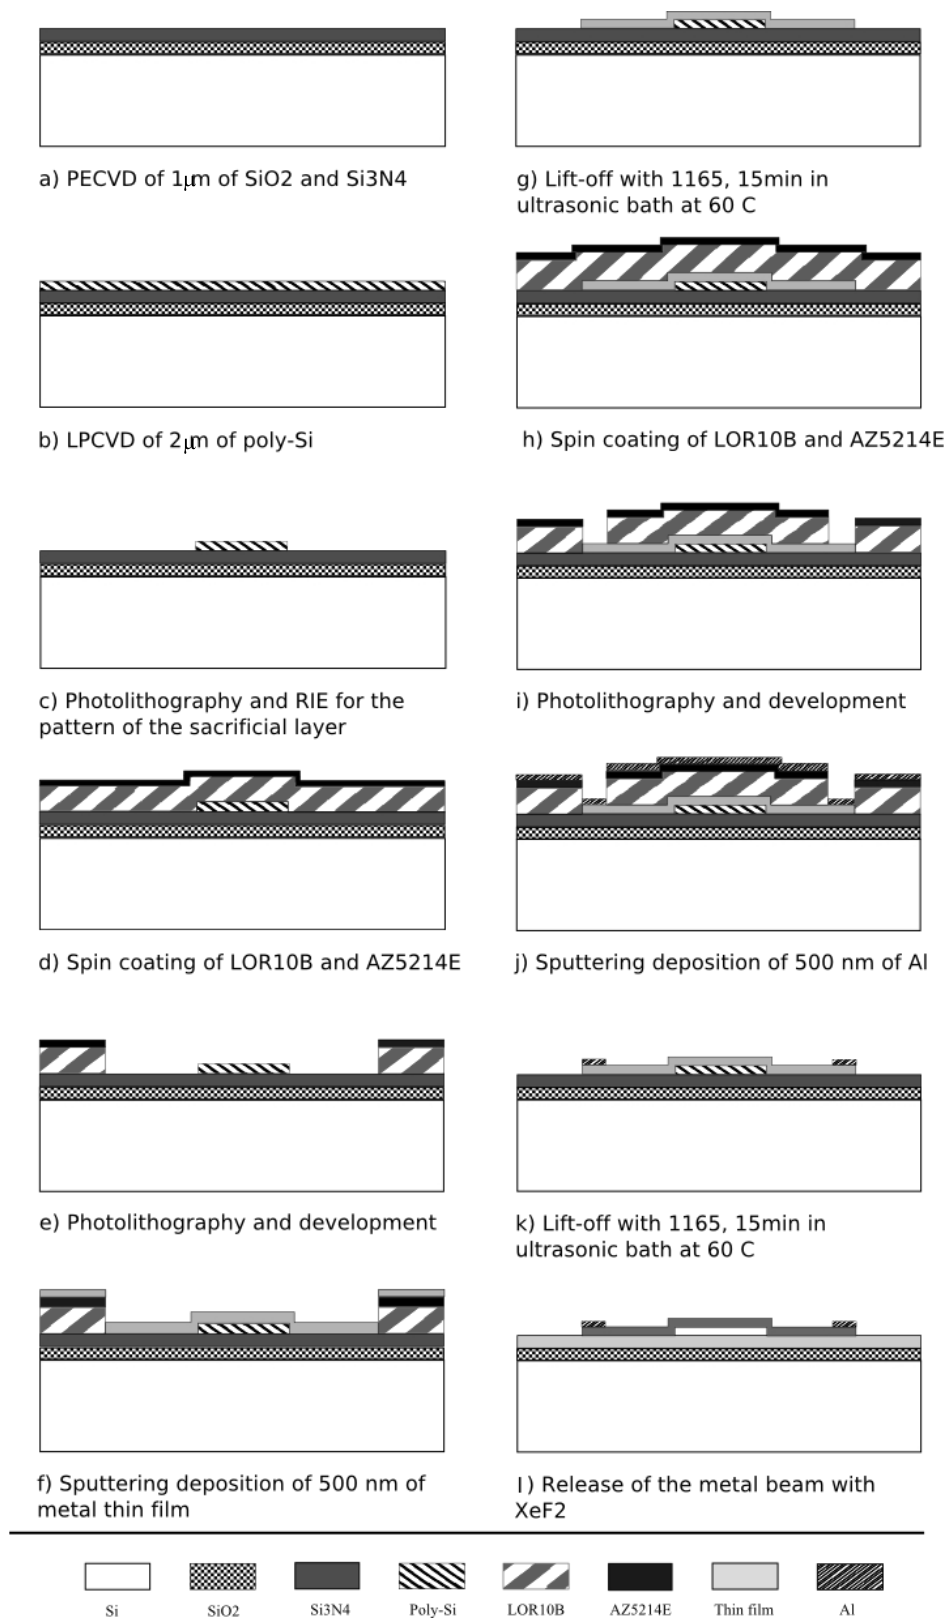 a) PECVD of 1μm of SiO2 and Si3N4
b) LPCVD of 2μm of poly-Si
c) Photolithography and RIE for the
pattern of the sacrificial layer
d) Spin coating of LOR10B and AZ5214E
e) Photolithography and development
f) Sputtering deposition of 500 nm of
metal thin film
g) Lift-off with 1165, 15min in
ultrasonic bath at 60 C
h) Spin coating of LOR10B and AZ5214E
i) Photolithography and development
j) Sputtering deposition of 500 nm of Al
k) Lift-off with 1165, 15min in
ultrasonic bath at 60 C
l) Release of the metal beam with
XeF2
Si
SiO2
Si3N4
Poly-Si
LOR10B
AZ5214E
Thin film
Al